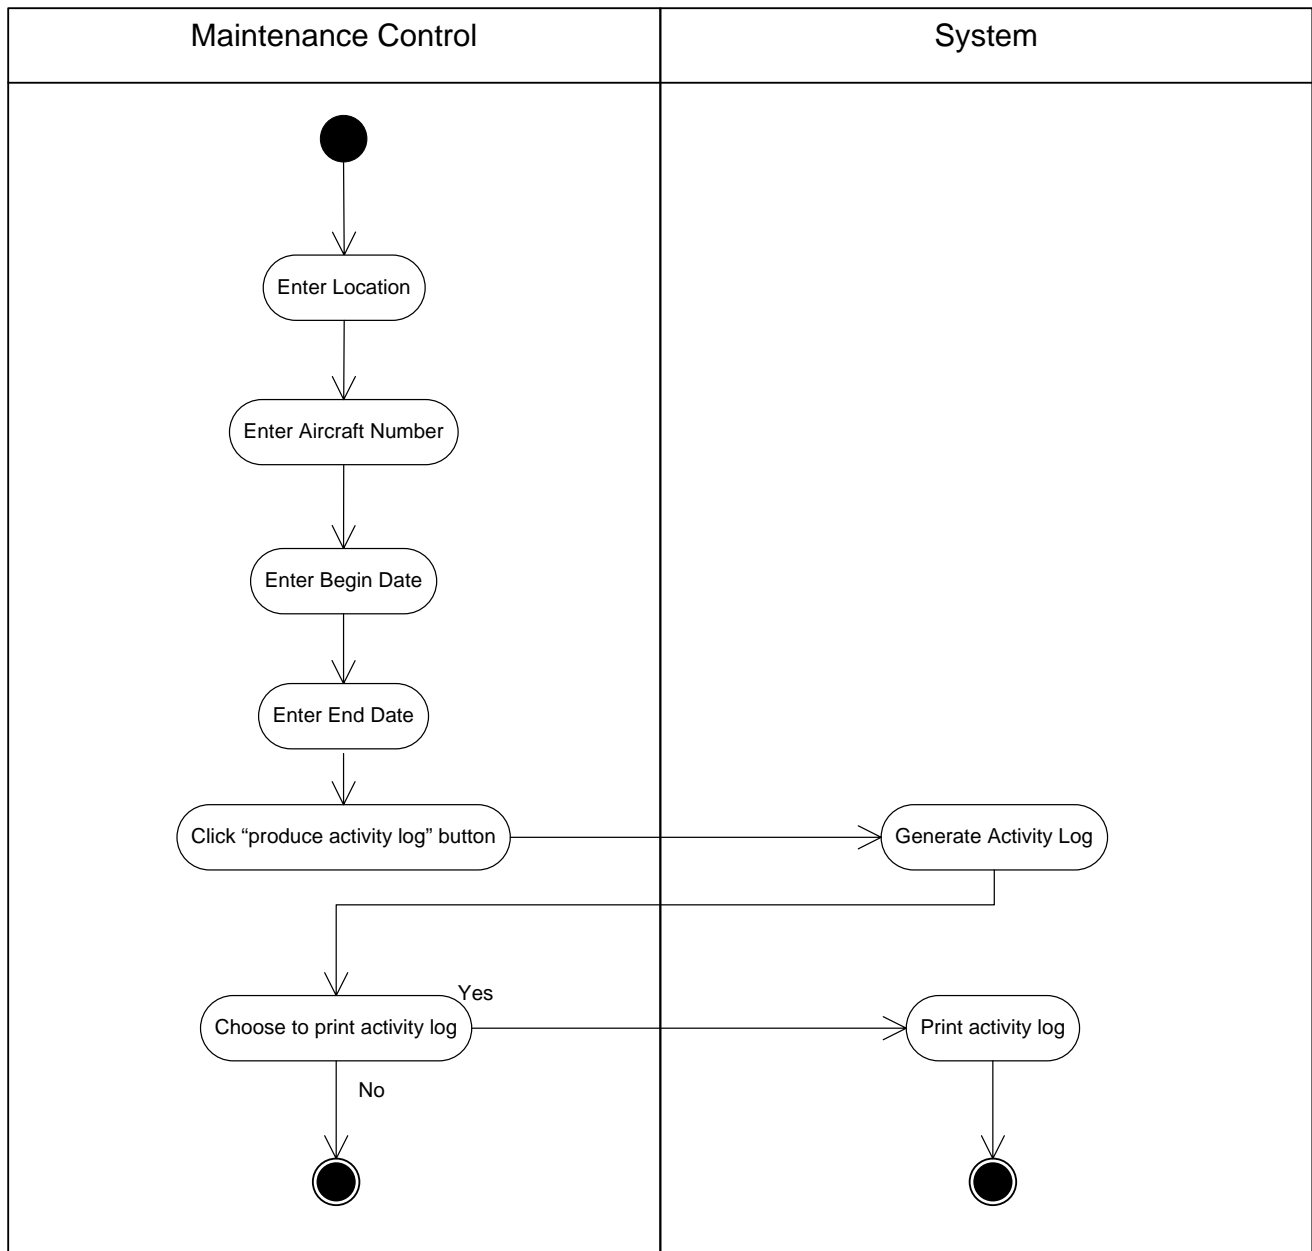 Maintenance Control
System
Enter Location
Enter Aircraft Number
Enter Begin Date
Enter End Date
Click “produce activity log” button
Generate Activity Log
Yes
Choose to print activity log
Print activity log
No